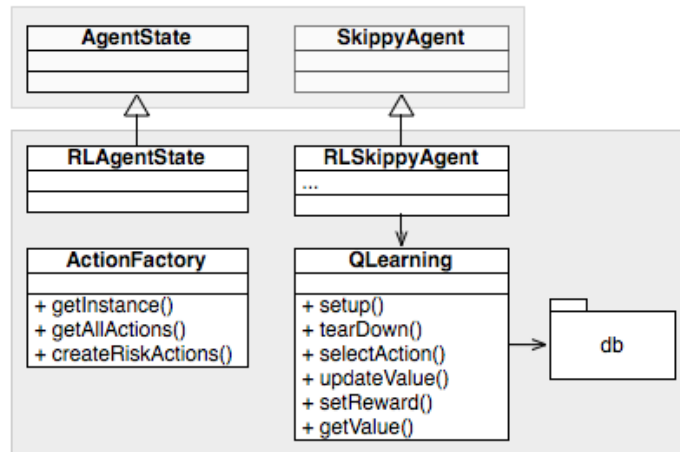 AgentState
SkippyAgent
RLAgentState
RLSkippyAgent
...
ActionFactory
+ getInstance()
+ getAllActions()
+ createRiskActions()
QLearning
+ setup()
+ tearDown()
+ selectAction()
+ updateValue()
+ setReward()
+ getValue()
db